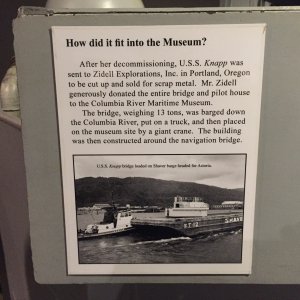 How did it fit into the Museum?
After her decommissioning, U.S.S. Knapp was
sent to Zidell Explorations, Inc. in Portland, Oregon
to be cut up and sold for scrap metal. Mr. Zidell
generously donated the entire bridge and pilot house
to the Columbia River Maritime Museum.
The bridge, weighing 13 tons, was barged down
the Columbia River, put on a truck, and then placed
on the museum site by a giant crane. The building
was then constructed around the navigation bridge.
U.S.S. Knapp bridge loaded on Shaver barge headed for Astoria.